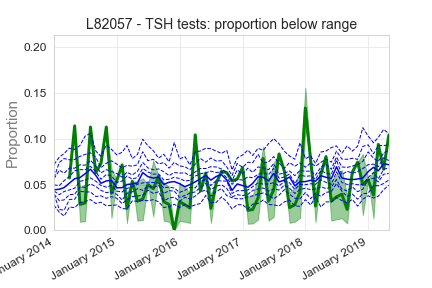 L82057 - TSH tests: proportion below range
Proportion
0.20
0.15
0.10
0.05
0.00
January 2015
January 2016
January 2017
January 2018
January 2019
2014